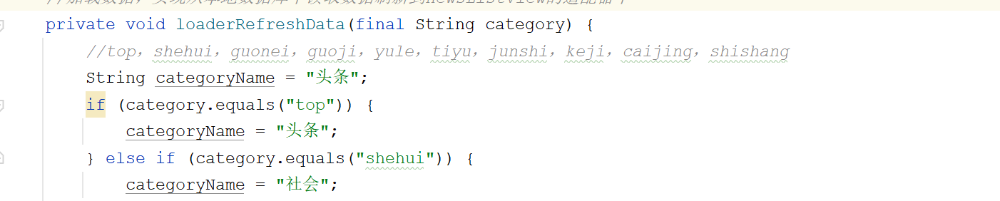 private void loaderRefreshData(final String category) {
//top，shehui，guonei，guoji，yule，tiyu，junshi，keji，caijing，shishang
String categoryName = "头条";
if (category.equals("top")) {
categoryName = "头条";
} else if (category.equals("shehui")) {
categoryName = "社会";